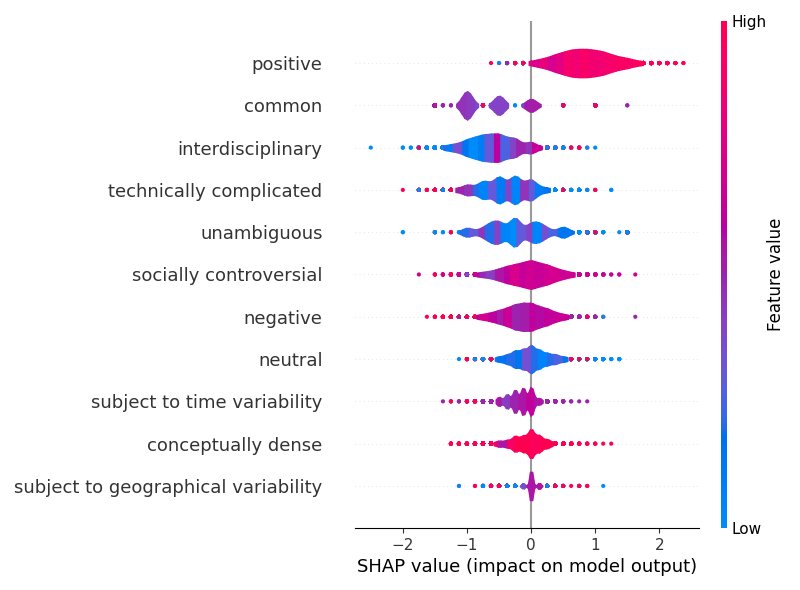 High
positive
common
interdisciplinary
technically complicated
unambiguous
socially controversial
negative
neutral
subject to time variability
conceptually dense
subject to geographical variability
Feature value
Low
−2 −1 0 1 2
SHAP value (impact on model output)